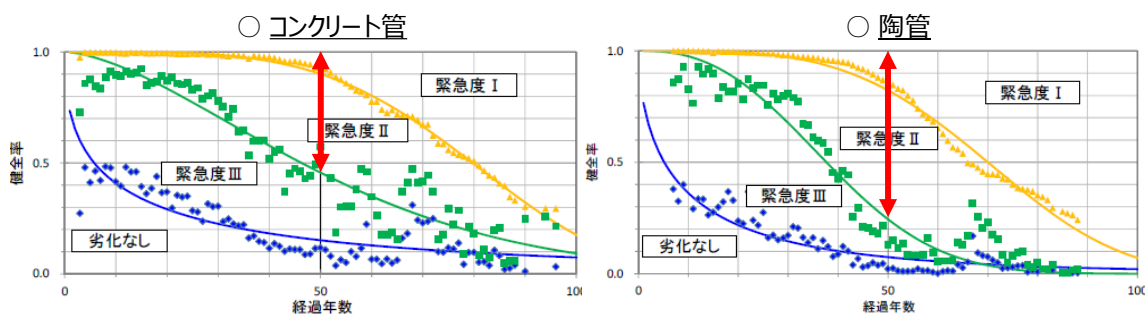 ○ コンクリート管
1.0
0.5
0.0
健全率
緊急度Ⅰ
緊急度Ⅱ
緊急度Ⅲ
劣化なし
0
50
100
経過年数
○ 陶管
1.0
0.5
0.0
健全率
緊急度Ⅰ
緊急度Ⅱ
緊急度Ⅲ
劣化なし
0
50
100
経過年数